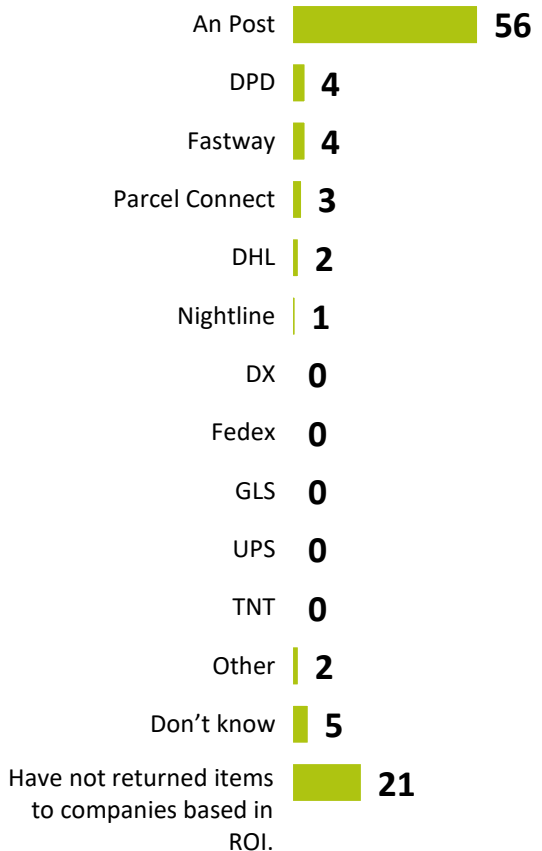 An Post 56
DPD 4
Fastway 4
Parcel Connect 3
DHL 2
Nightline 1
DX 0
Fedex 0
GLS 0
UPS 0
TNT 0
Other 2
Don’t know 5
Have not returned items
to companies based in 21
ROI.